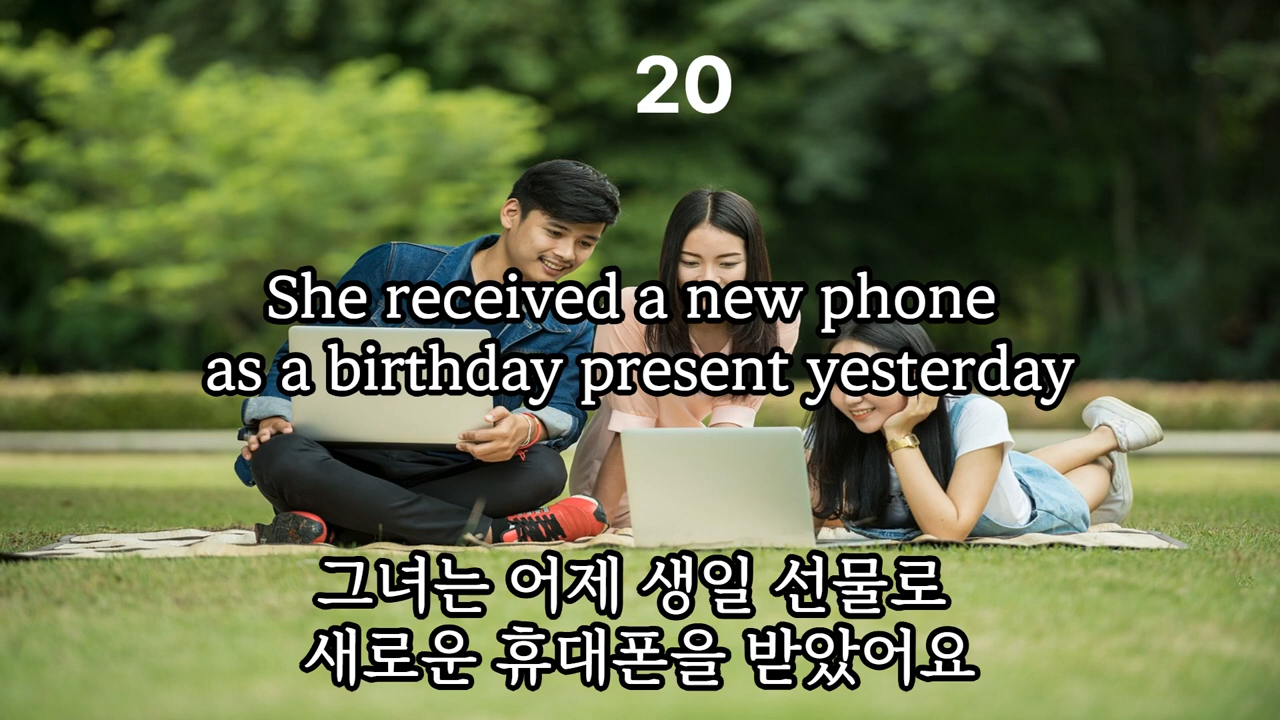 20
She received a new phone
as a birthday present yesterday
그녀는 어제 생일 선물로
새로운 휴대폰을 받았어요